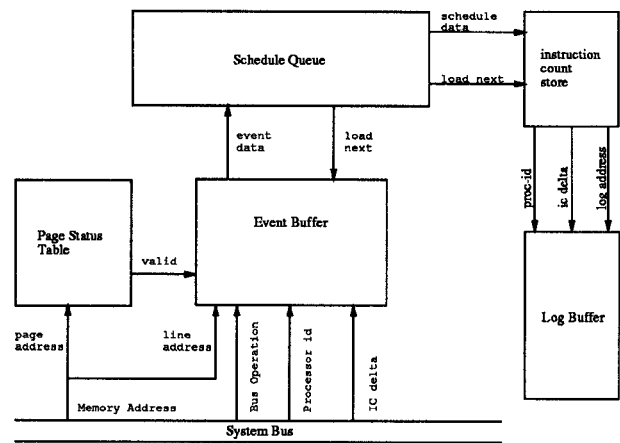 schedule
data
Schedule Queue
load next
instruction
count
store
event
data
load
next
proc-id
ic delta
log address
Page Status
Table
valid
Event Buffer
Log Buffer
page
address
line
address
Bus Operation
Processor id
IC delta
Memory Address
System Bus